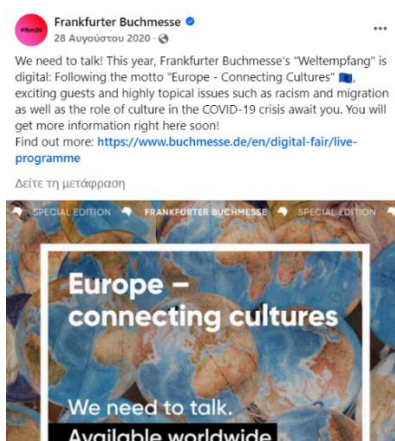 Frankfurter Buchmesse
28 Αυγούστου 2020 ·
We need to talk! This year, Frankfurter Buchmesse's "Weltempfang" is
digital: Following the motto "Europe - Connecting Cultures" 🇪🇺,
exciting guests and highly topical issues such as racism and migration
as well as the role of culture in the COVID-19 crisis await you. You will
get more information right here soon!
Find out more: https://www.buchmesse.de/en/digital-fair/live-
programme
Δείτε τη μετάφραση
SPECIAL EDITION FRANKFURTER BUCHMESSE SPECIAL EDITION
Europe –
connecting cultures
We need to talk.
Available worldwide